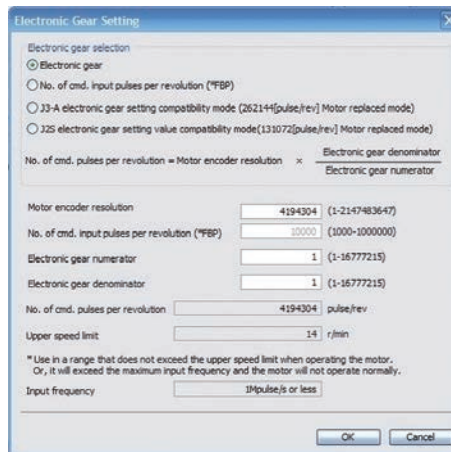 Electronic Gear Setting
Electronic gear selection
Electronic gear
No. of cmd. input pulses per revolution (*FBP)
J3-A electronic gear setting compatibility mode (262144[pulse/rev] Motor replaced mode)
J2S electronic gear setting value compatibility mode(131072[pulse/rev] Motor replaced mode)
No. of cmd. pulses per revolution = Motor encoder resolution × Electronic gear denominator
Electronic gear numerator
Motor encoder resolution 4194304 (1-2147483647)
No. of cmd. input pulses per revolution (*FBP) 10000 (1000-1000000)
Electronic gear numerator 1 (1-16777215)
Electronic gear denominator 1 (1-16777215)
No. of cmd. pulses per revolution 4194304 pulse/rev
Upper speed limit 14 r/min
* Use in a range that does not exceed the upper speed limit when operating the motor.
Or, it will exceed the maximum input frequency and the motor will not operate normally.
Input frequency 1Mpulse/s or less
OK Cancel